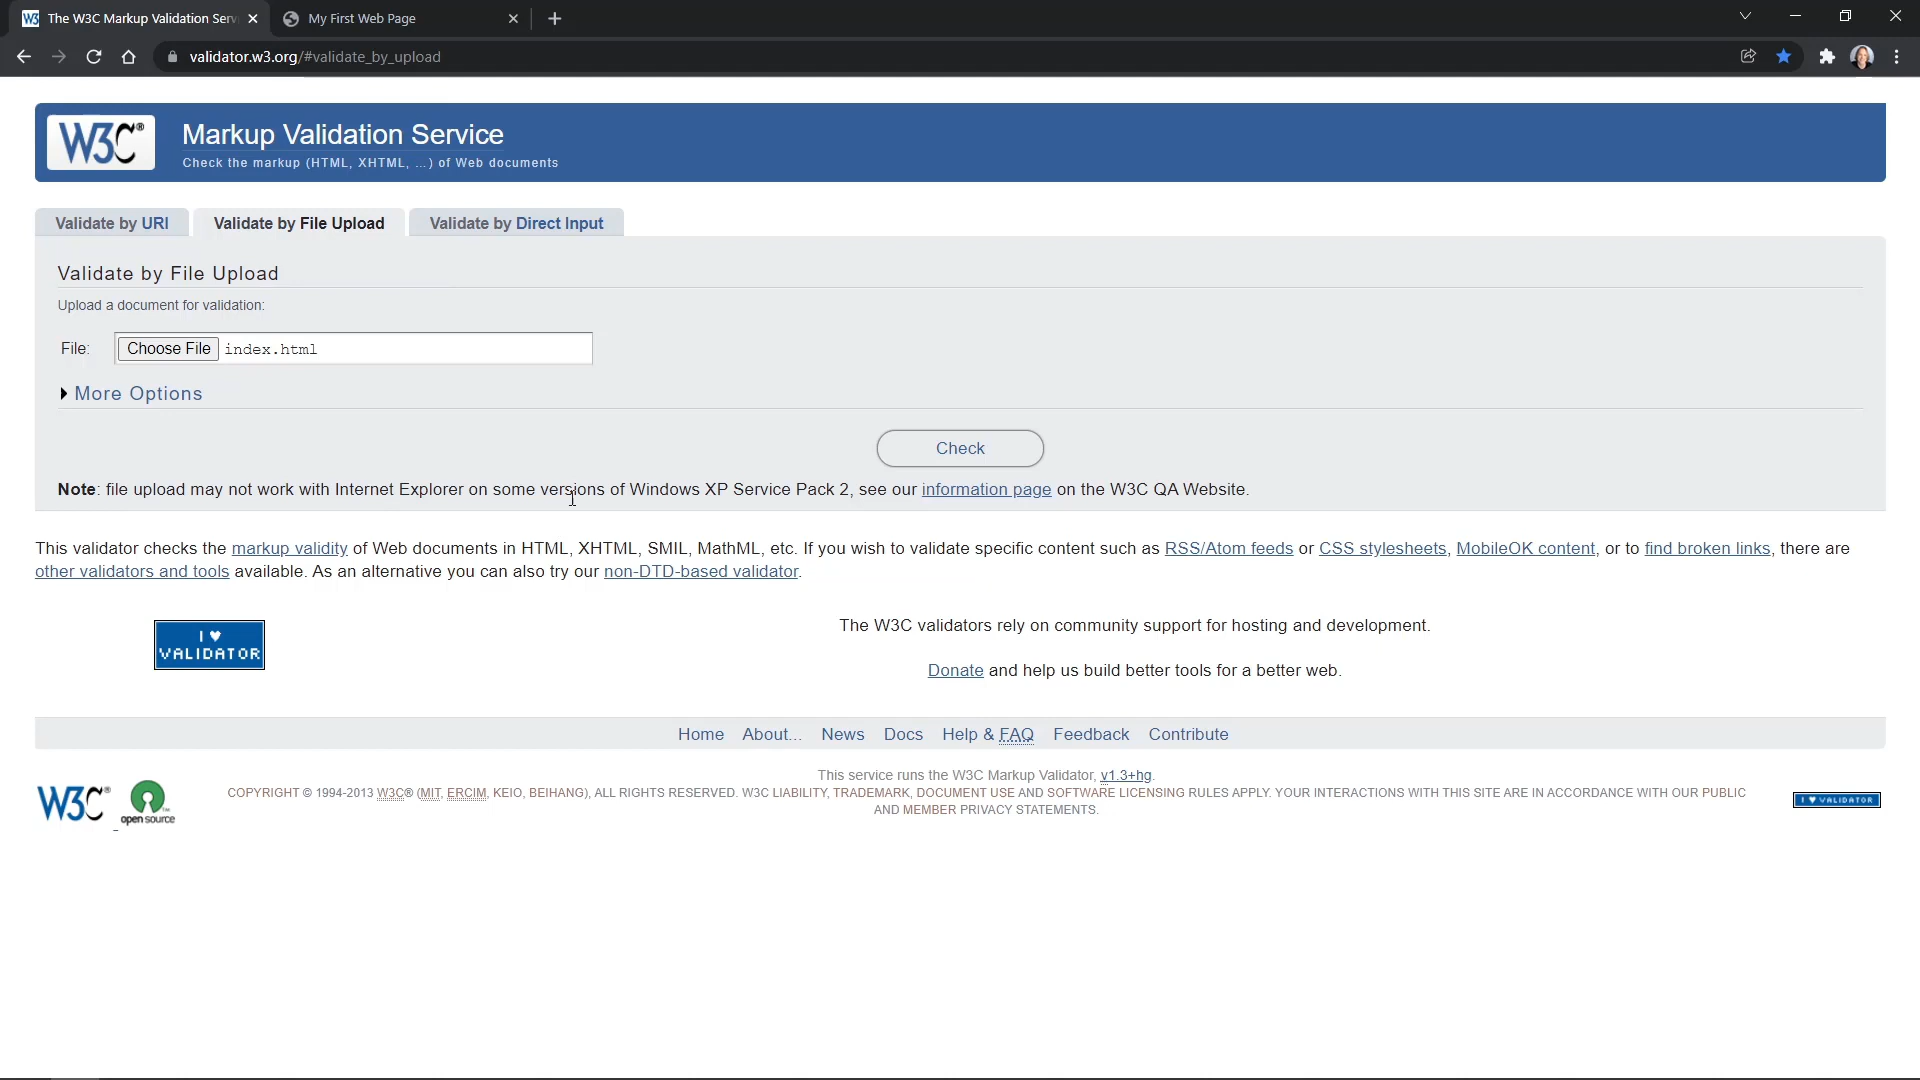 The W3C Markup Validation Serv
My First Web Page
validator.w3.org/#validate_by_upload
W3C®
Markup Validation Service
Check the markup (HTML, XHTML, …) of Web documents
Validate by URI
Validate by File Upload
Validate by Direct Input
Validate by File Upload
Upload a document for validation:
File:
Choose File
index.html
More Options
Check
Note: file upload may not work with Internet Explorer on some versions of Windows XP Service Pack 2, see our information page on the W3C QA Website.
This validator checks the markup validity of Web documents in HTML, XHTML, SMIL, MathML, etc. If you wish to validate specific content such as RSS/Atom feeds or CSS stylesheets, MobileOK content, or to find broken links, there are
other validators and tools available. As an alternative you can also try our non-DTD-based validator.
I ♥
VALIDATOR
The W3C validators rely on community support for hosting and development.
Donate and help us build better tools for a better web.
Home About... News Docs Help & FAQ Feedback Contribute
This service runs the W3C Markup Validator, v1.3+hg.
W3C®
open source
COPYRIGHT © 1994-2013 W3C® (MIT, ERCIM, KEIO, BEIHANG), ALL RIGHTS RESERVED. W3C LIABILITY, TRADEMARK, DOCUMENT USE AND SOFTWARE LICENSING RULES APPLY. YOUR INTERACTIONS WITH THIS SITE ARE IN ACCORDANCE WITH OUR PUBLIC
AND MEMBER PRIVACY STATEMENTS.
I ♥ VALIDATOR